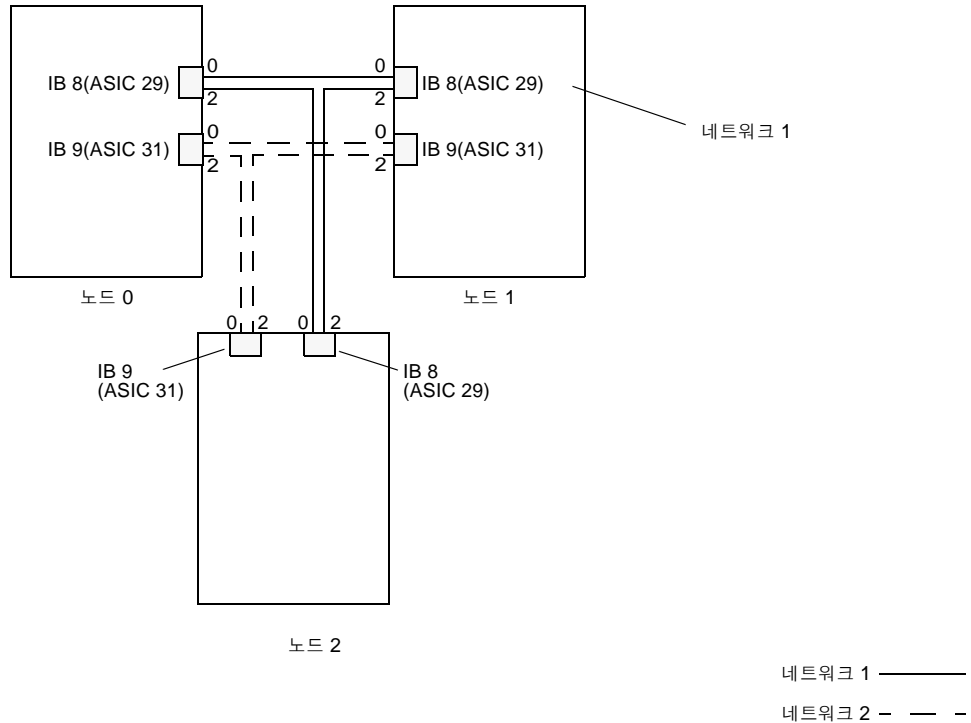 0
0
IB 8(ASIC 29)
IB 8(ASIC 29)
2
2
네트워크 1
0
0
IB 9(ASIC 31)
IB 9(ASIC 31)
2
2
노드 0
노드 1
0
2
0
2
IB 9
(ASIC 31)
IB 8
(ASIC 29)
노드 2
네트워크 1
네트워크 2